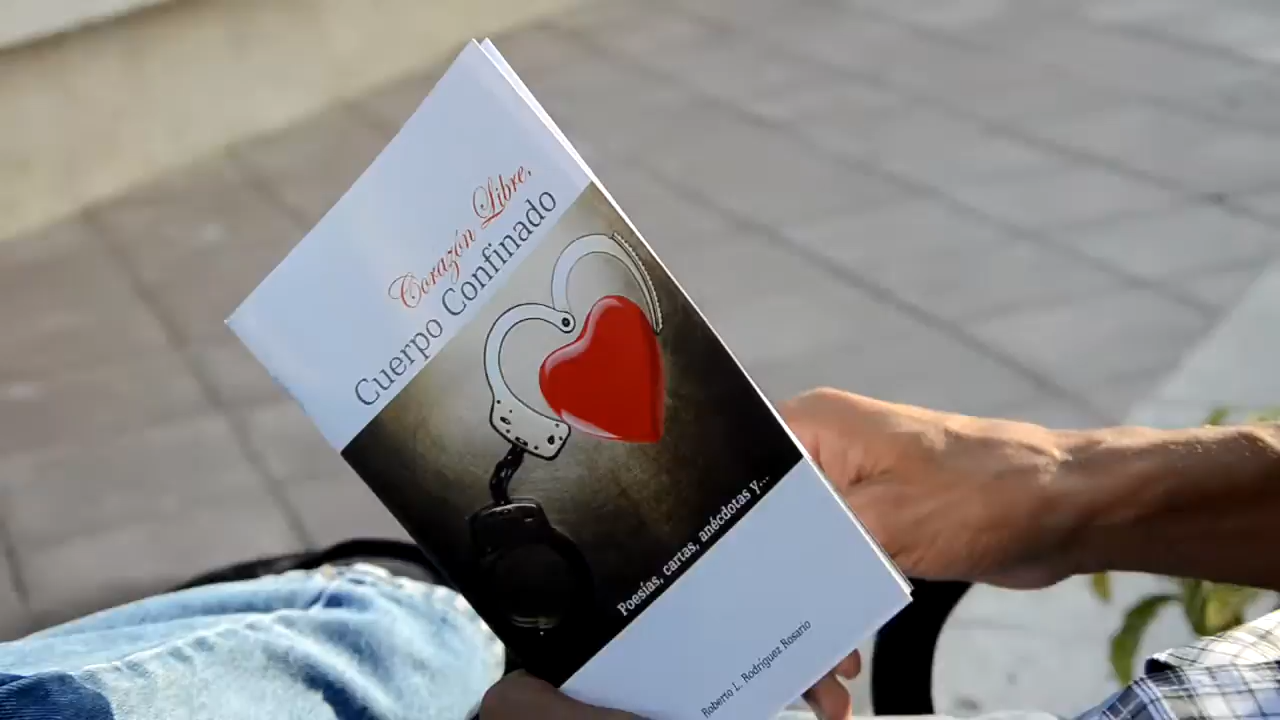 Corazón Libre,
Cuerpo Confinado
Poesías, cartas, anécdotas y...
Roberto L. Rodríguez Rosario